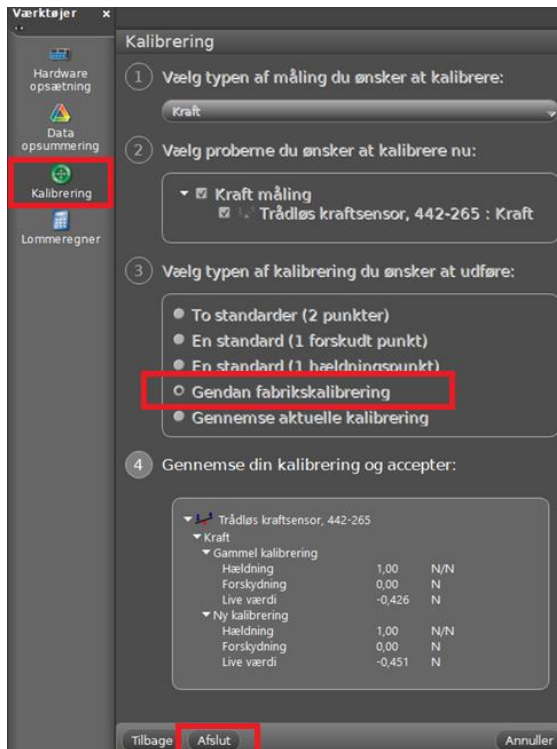 Værktøjer x
Hardware
opsætning
Data
opsummering
Kalibrering
Lommeregner
Kalibrering
1 Vælg typen af måling du ønsker at kalibrere:
Kraft
2 Vælg proberne du ønsker at kalibrere nu:
Kraft måling
Trådløs kraftsensor, 442-265 : Kraft
3 Vælg typen af kalibrering du ønsker at udføre:
To standarder (2 punkter)
En standard (1 forskudt punkt)
En standard (1 hældningspunkt)
Gendan fabrikskalibrering
Gennemse aktuelle kalibrering
4 Gennemse din kalibrering og accepter:
Trådløs kraftsensor, 442-265
Kraft
Gammel kalibrering
Hældning 1,00 N/N
Forskydning 0,00 N
Live værdi -0,426 N
Ny kalibrering
Hældning 1,00 N/N
Forskydning 0,00 N
Live værdi -0,451 N
Tilbage Afslut Annuller